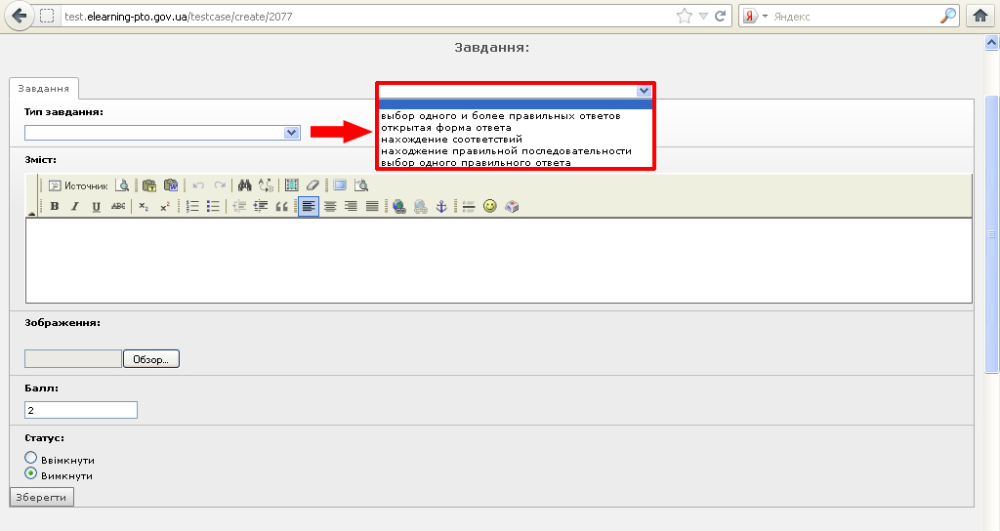 test.elearning-pto.gov.ua/testcase/create/2077
Яндекс
Завдання:
Завдання
Тип завдання:
выбор одного и более правильных ответов
открытая форма ответа
нахождение соответствий
находжение правильной последовательности
выбор одного правильного ответа
Зміст:
Источник
B I U ABC X₂ X²
Зображення:
Обзор...
Балл:
2
Статус:
Ввімкнути
Вимкнути
Зберегти